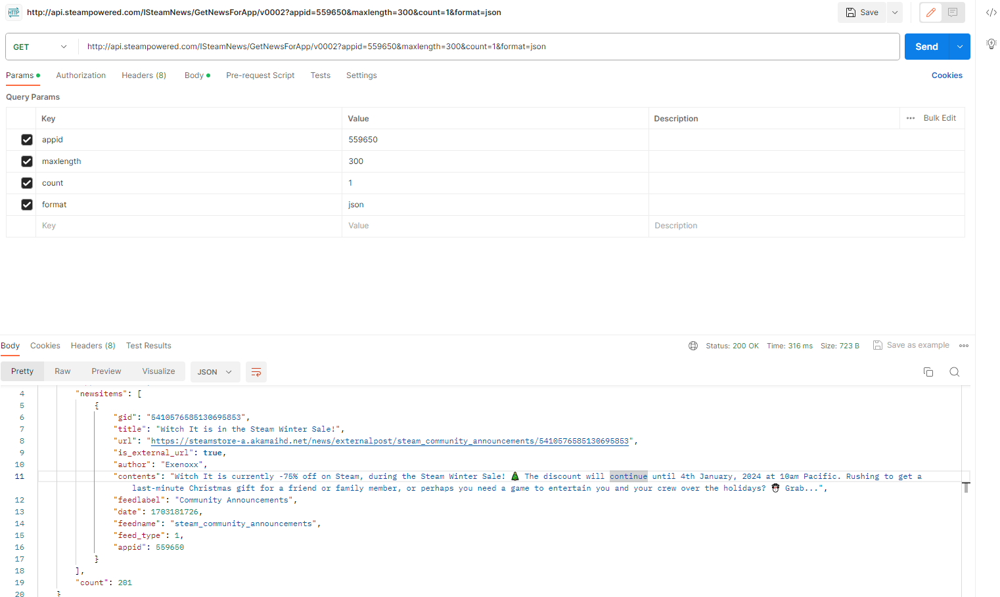 HTTP http://api.steampowered.com/ISteamNews/GetNewsForApp/v0002?appid=559650&maxlength=300&count=1&format=json Save
GET http://api.steampowered.com/ISteamNews/GetNewsForApp/v0002?appid=559650&maxlength=300&count=1&format=json Send
Params Authorization Headers (8) Body Pre-request Script Tests Settings Cookies
Query Params
Key Value Description Bulk Edit
appid 559650
maxlength 300
count 1
format json
Key Value Description
Body Cookies Headers (8) Test Results Status: 200 OK Time: 316 ms Size: 723 B Save as example
Pretty Raw Preview Visualize JSON
4 "newsitems": [
5 {
6 "gid": "5410576585130695853",
7 "title": "Witch It is in the Steam Winter Sale!",
8 "url": "https://steamstore-a.akamaihd.net/news/externalpost/steam_community_announcements/5410576585130695853",
9 "is_external_url": true,
10 "author": "Exenoxx",
11 "contents": "Witch It is currently -75% off on Steam, during the Steam Winter Sale! 🎄 The discount will continue until 4th January, 2024 at 10am Pacific. Rushing to get a
last-minute Christmas gift for a friend or family member, or perhaps you need a game to entertain you and your crew over the holidays? Grab...",
12 "feedlabel": "Community Announcements",
13 "date": 1703181726,
14 "feedname": "steam_community_announcements",
15 "feed_type": 1,
16 "appid": 559650
17 }
18 ],
19 "count": 201
20 }